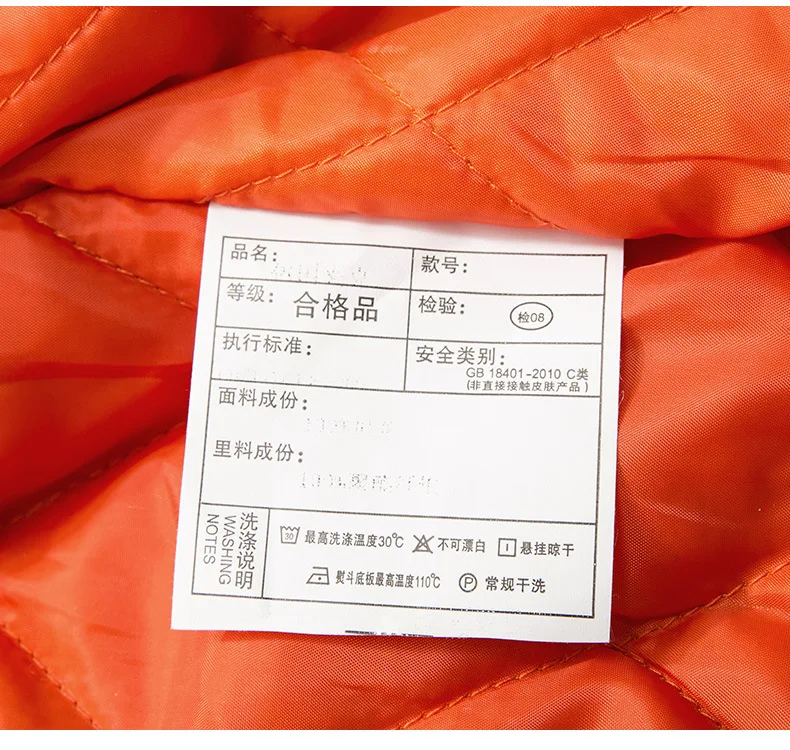 品名：
款号：
等级：合格品
检验：检08
执行标准：
安全类别：
GB 18401-2010 C类
(非直接接触皮肤产品)
面料成份：
里料成份：
洗涤说明
WASHING
NOTES
30 最高洗涤温度30℃ 不可漂白 悬挂晾干
熨斗底板最高温度110℃ P 常规干洗